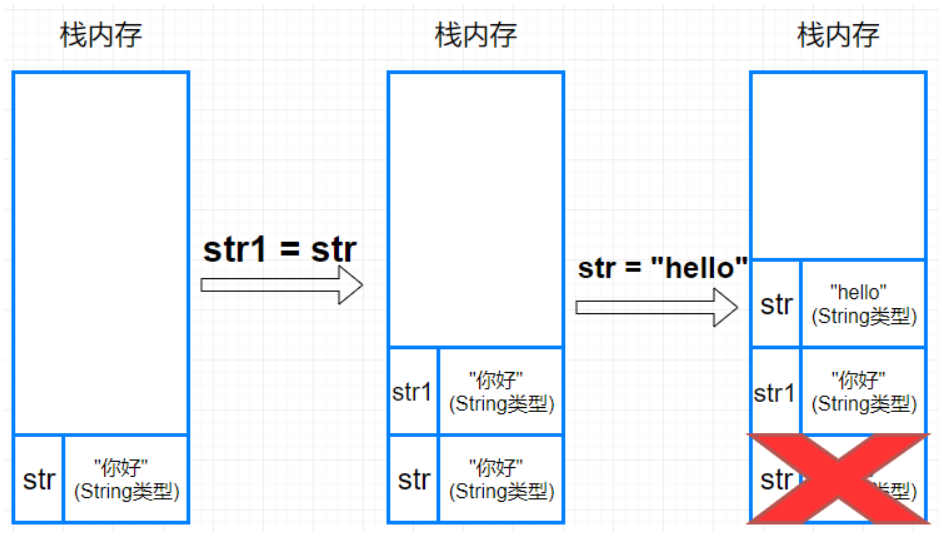 栈内存
栈内存
栈内存
str1 = str
str = "hello"
str
"你好"
(String类型)
str1
"你好"
(String类型)
str
"你好"
(String类型)
str
"hello"
(String类型)
str1
"你好"
(String类型)
str
类型)